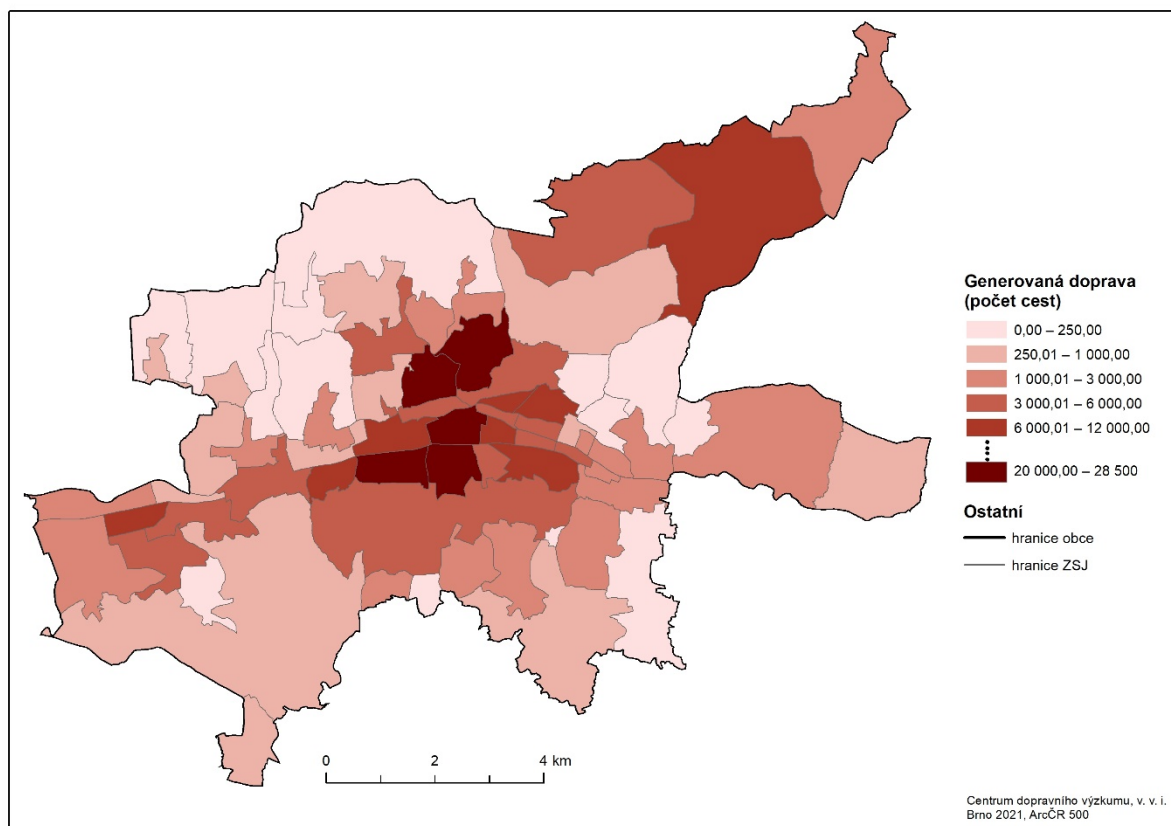 Generovaná doprava
(počet cest)
0,00 – 250,00
250,01 – 1 000,00
1 000,01 – 3 000,00
3 000,01 – 6 000,00
6 000,01 – 12 000,00
20 000,00 – 28 500
Ostatní
hranice obce
hranice ZSJ
0 2 4 km
Centrum dopravního výzkumu, v. v. i.
Brno 2021, ArcČR 500